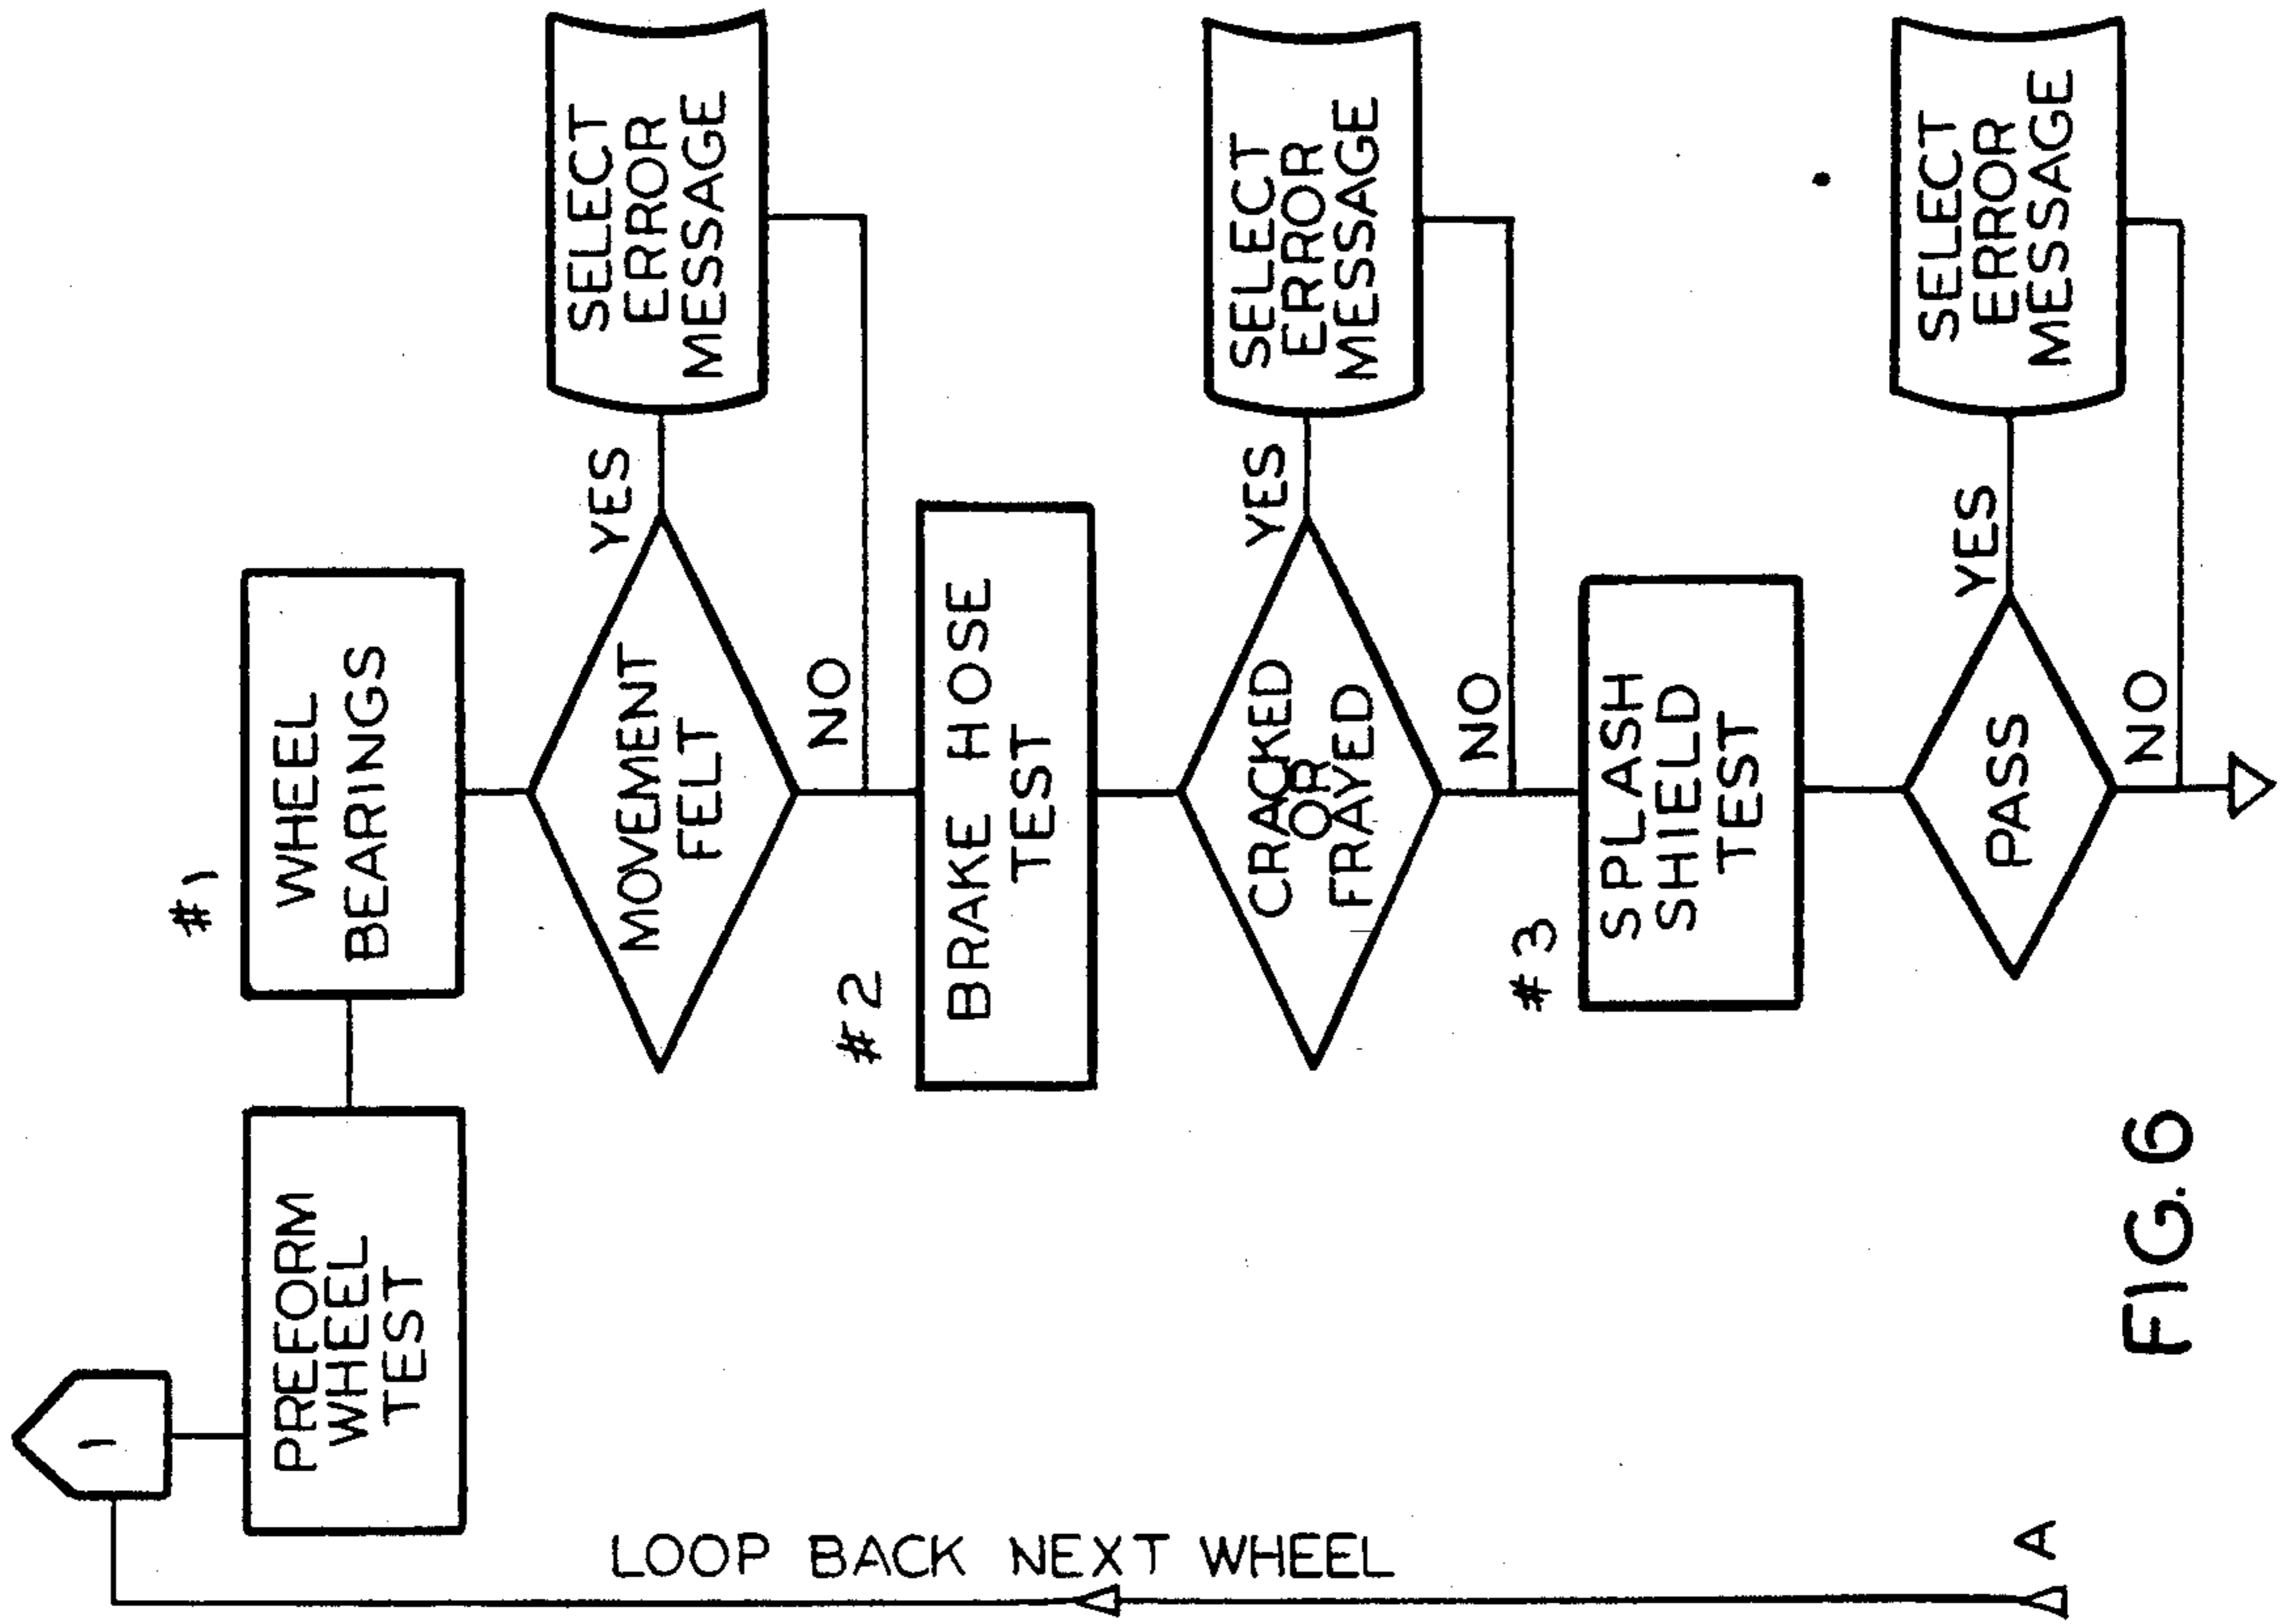 1
PREFORM
WHEEL
TEST
#1
WHEEL
BEARINGS
MOVEMENT
FELT
YES
SELECT
ERROR
MESSAGE
NO
#2
BRAKE HOSE
TEST
CRACKED
OR
FRAYED
YES
SELECT
ERROR
MESSAGE
NO
#3
SPLASH
SHIELD
TEST
PASS
YES
SELECT
ERROR
MESSAGE
NO
LOOP BACK NEXT WHEEL
A
FIG. 6